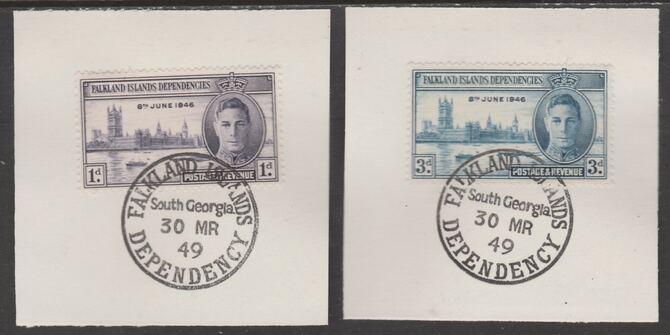 FALKLAND ISLANDS DEPENDENCIES
8TH JUNE 1946
1d 1d
POSTAGE & REVENUE
FALKLAND ISLANDS
South Georgia
30 MR
49
DEPENDENCY
FALKLAND ISLANDS DEPENDENCIES
8TH JUNE 1946
3d 3d
POSTAGE & REVENUE
FALKLAND ISLANDS
South Georgia
30 MR
49
DEPENDENCY